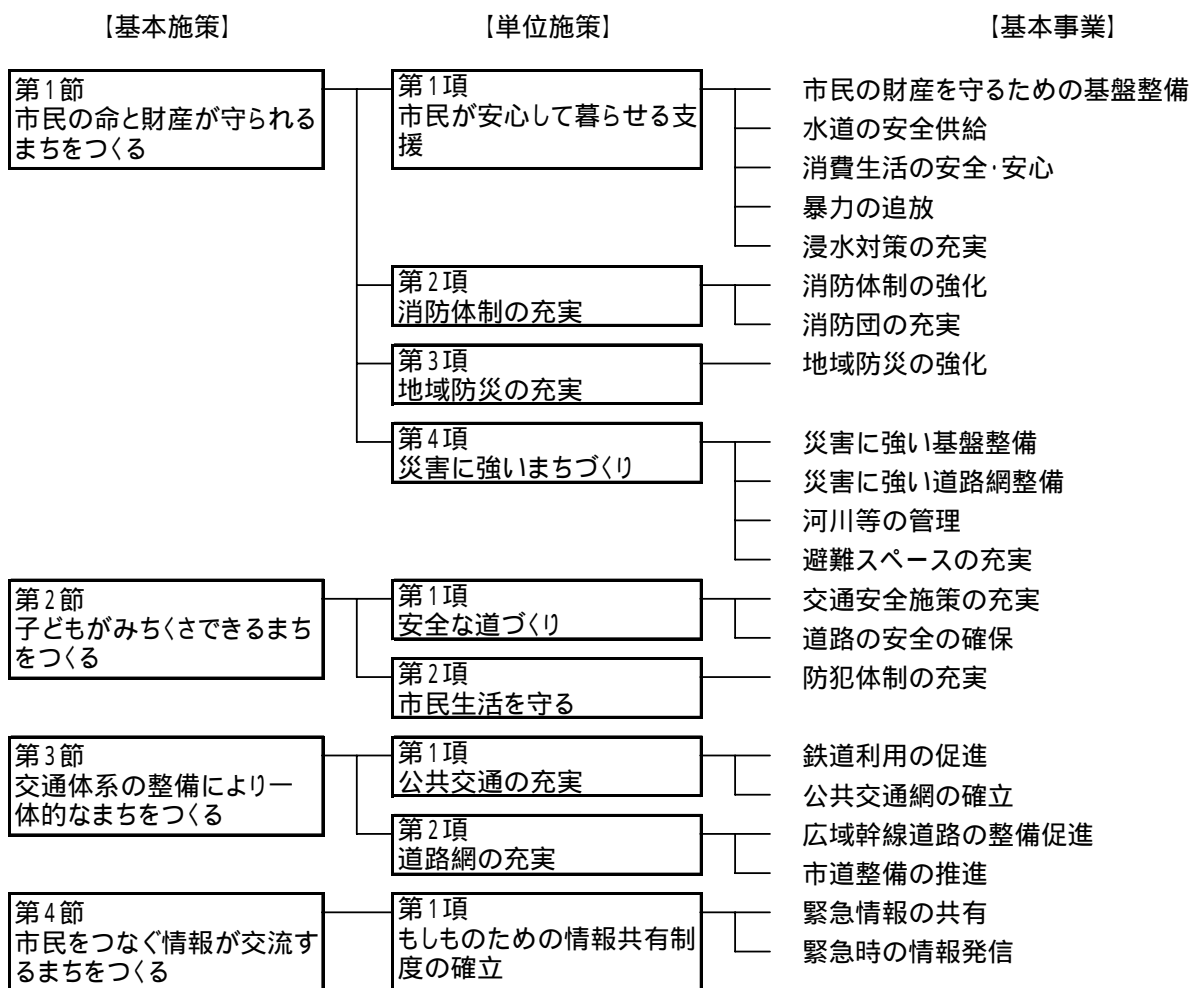 【基本施策】 【単位施策】 【基本事業】
第1節
市民の命と財産が守られる
まちをつくる
第1項
市民が安心して暮らせる支
援
市民の財産を守るための基盤整備
水道の安全供給
消費生活の安全・安心
暴力の追放
浸水対策の充実
第2項
消防体制の充実
消防体制の強化
消防団の充実
第3項
地域防災の充実
地域防災の強化
第4項
災害に強いまちづくり
災害に強い基盤整備
災害に強い道路網整備
河川等の管理
避難スペースの充実
第2節
子どもがみちくさできるまち
をつくる
第1項
安全な道づくり
交通安全施策の充実
道路の安全の確保
第2項
市民生活を守る
防犯体制の充実
第3節
交通体系の整備により一
体的なまちをつくる
第1項
公共交通の充実
鉄道利用の促進
公共交通網の確立
第2項
道路網の充実
広域幹線道路の整備促進
市道整備の推進
第4節
市民をつなぐ情報が交流す
るまちをつくる
第1項
もしものための情報共有制
度の確立
緊急情報の共有
緊急時の情報発信